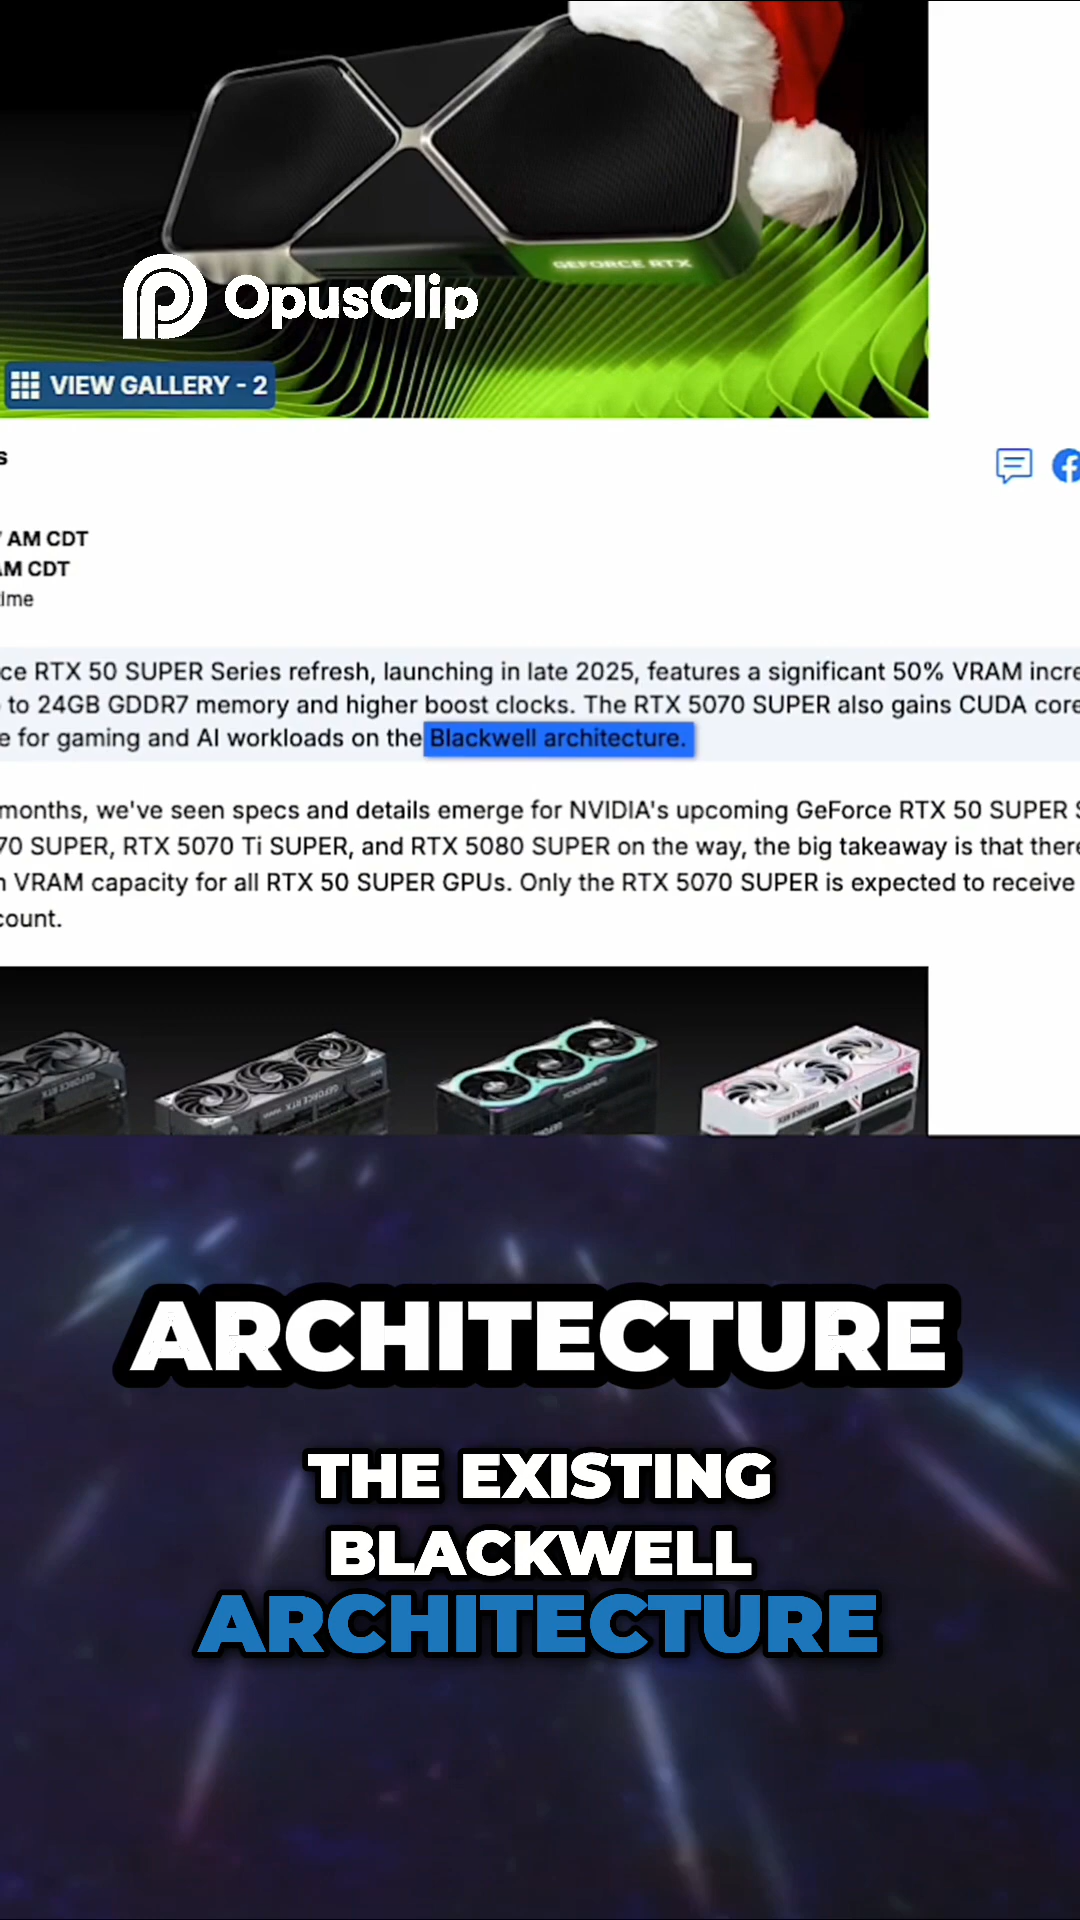 GEFORCE RTX
OpusClip
VIEW GALLERY - 2
s
AM CDT
AM CDT
ime
ce RTX 50 SUPER Series refresh, launching in late 2025, features a significant 50% VRAM incre
to 24GB GDDR7 memory and higher boost clocks. The RTX 5070 SUPER also gains CUDA core
e for gaming and AI workloads on the Blackwell architecture.
months, we've seen specs and details emerge for NVIDIA's upcoming GeForce RTX 50 SUPER S
70 SUPER, RTX 5070 Ti SUPER, and RTX 5080 SUPER on the way, the big takeaway is that there
n VRAM capacity for all RTX 50 SUPER GPUs. Only the RTX 5070 SUPER is expected to receive
count.
ARCHITECTURE
THE EXISTING
BLACKWELL
ARCHITECTURE